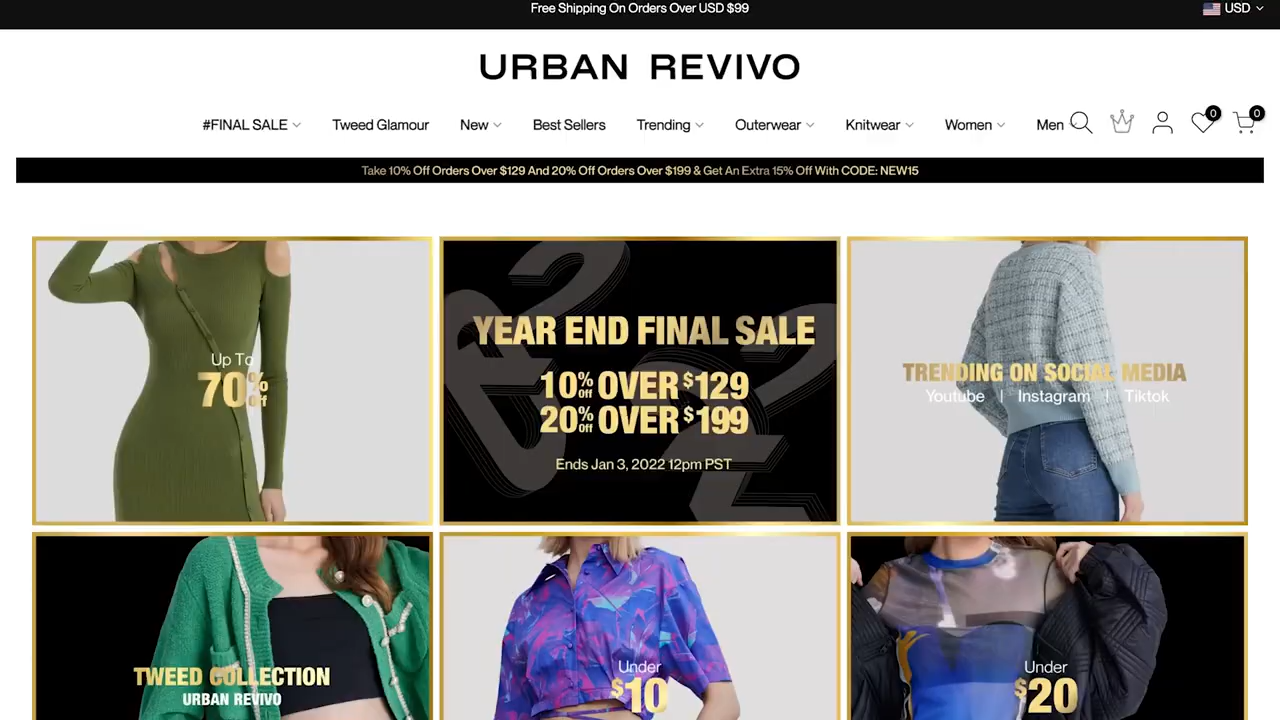 Free Shipping On Orders Over USD $99
USD
URBAN REVIVO
#FINAL SALE
Tweed Glamour
New
Best Sellers
Trending
Outerwear
Knitwear
Women
Men
0
0
Take 10% Off Orders Over $129 And 20% Off Orders Over $199 & Get An Extra 15% Off With CODE: NEW15
Up To
70% Off
YEAR END FINAL SALE
10% Off OVER $129
20% Off OVER $199
Ends Jan 3, 2022 12pm PST
TRENDING ON SOCIAL MEDIA
Youtube | Instagram | Tiktok
TWEED COLLECTION
URBAN REVIVO
Under
$10
Under
$20